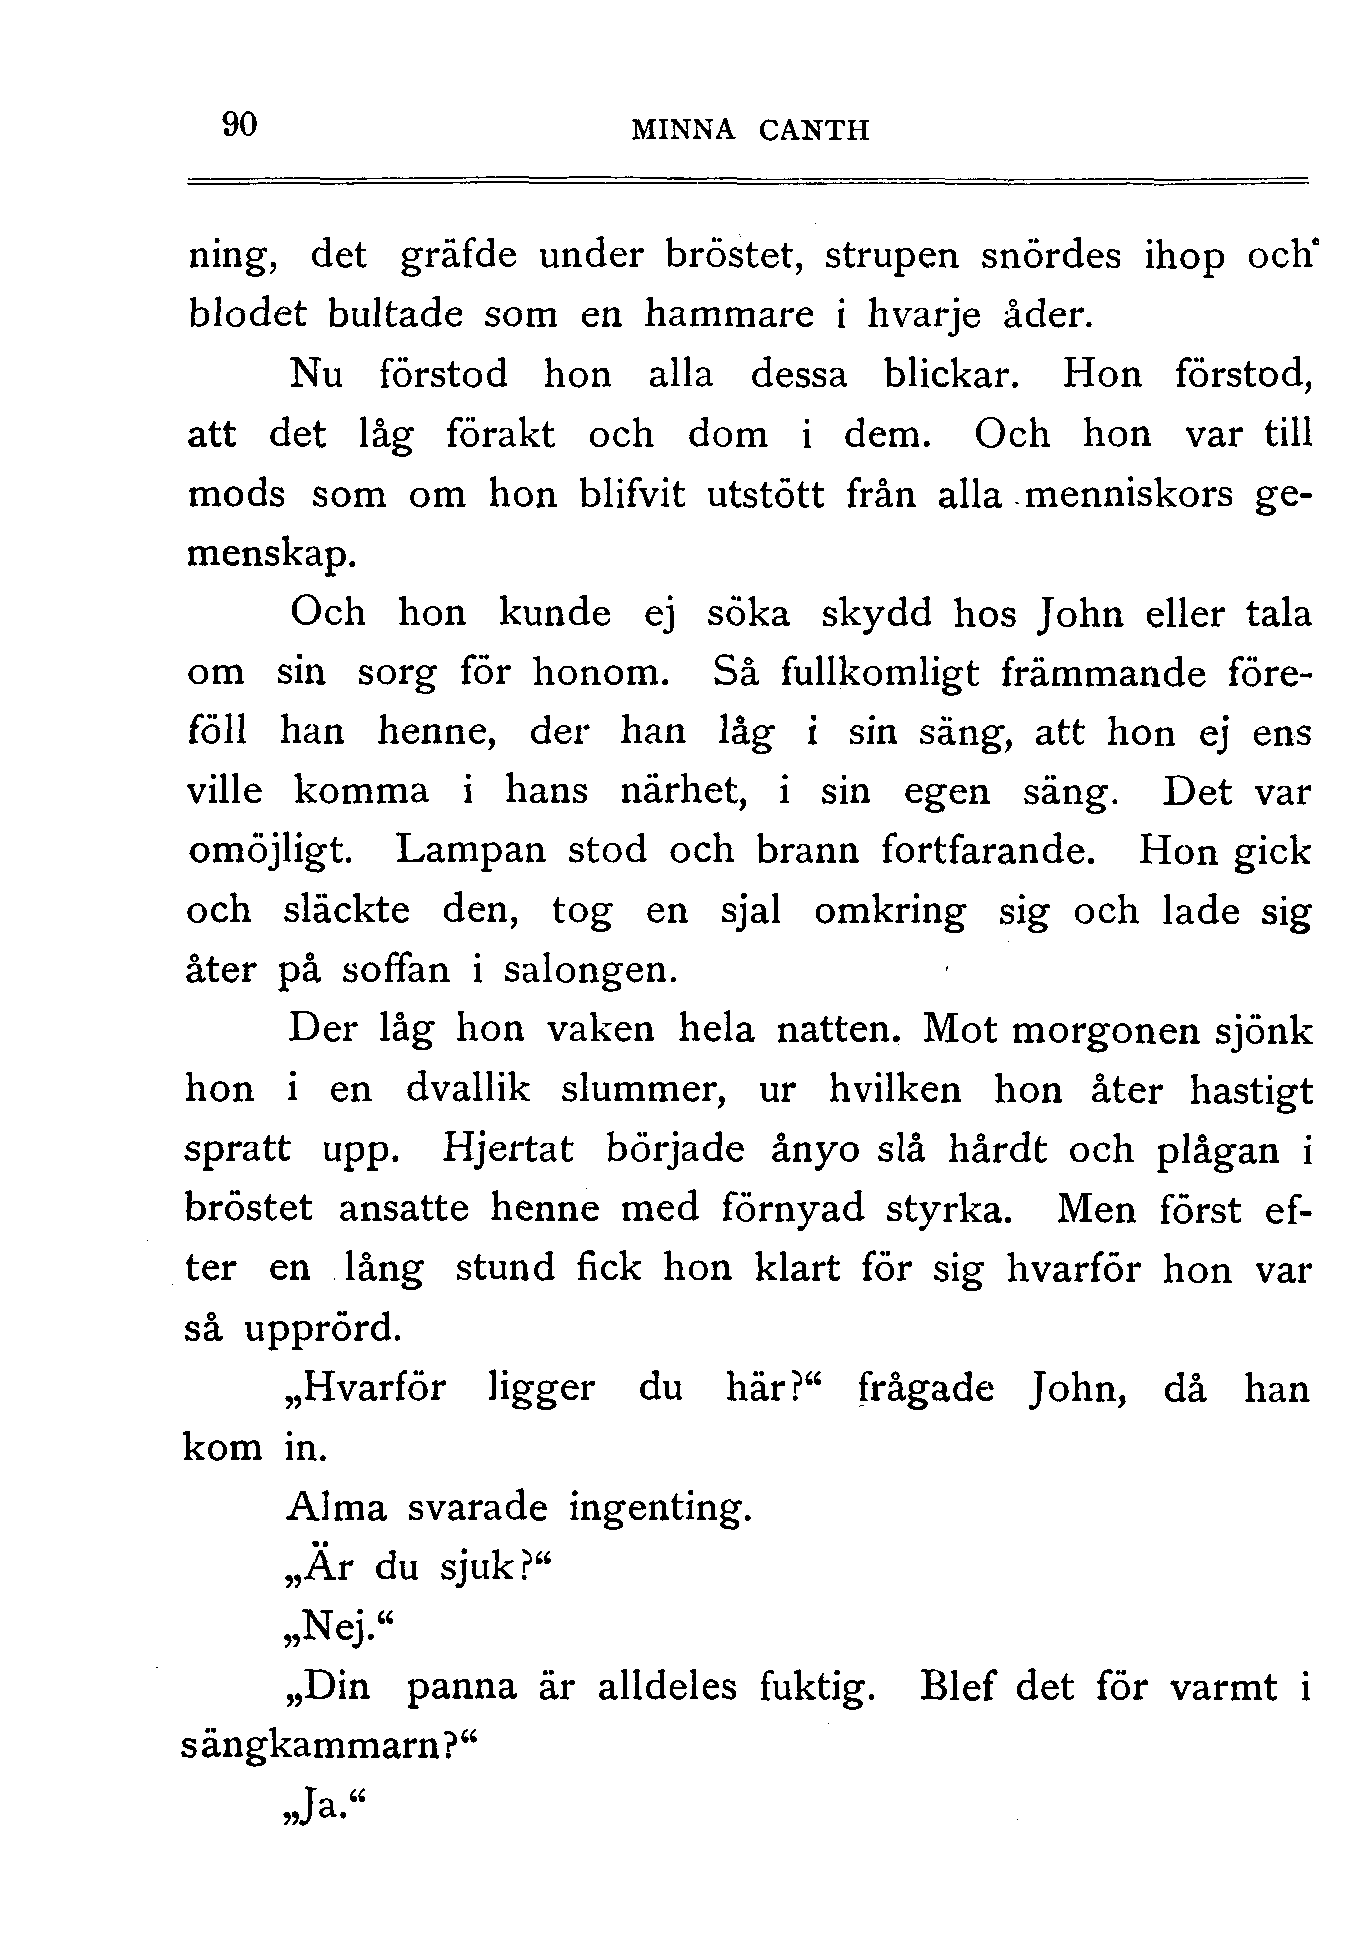 90 MINNA CANTH
ning, det gräfde under bröstet, strupen snördes ihop och
blodet bultade som en hammare i hvarje åder.
Nu förstod hon alla dessa blickar. Hon förstod,
att det låg förakt och dom i dem. Och hon var till
mods som om hon blifvit utstött från alla menniskors ge-
menskap.
Och hon kunde ej söka skydd hos John eller tala
om sin sorg för honom. Så fullkomligt främmande före-
föll han henne, der han låg i sin säng, att hon ej ens
ville komma i hans närhet, i sin egen säng. Det var
omöjligt. Lampan stod och brann fortfarande. Hon gick
och släckte den, tog en sjal omkring sig och lade sig
åter på soffan i salongen.
Der låg hon vaken hela natten. Mot morgonen sjönk
hon i en dvallik slummer, ur hvilken hon åter hastigt
spratt upp. Hjertat började ånyo slå hårdt och plågan i
bröstet ansatte henne med förnyad styrka. Men först ef-
ter en lång stund fick hon klart för sig hvarför hon var
så upprörd.
„Hvarför ligger du här?“ frågade John, då han
kom in.
Alma svarade ingenting.
„Är du sjuk?“
„Nej.“
„Din panna är alldeles fuktig. Blef det för varmt i
sängkammarn?“
„Ja.“